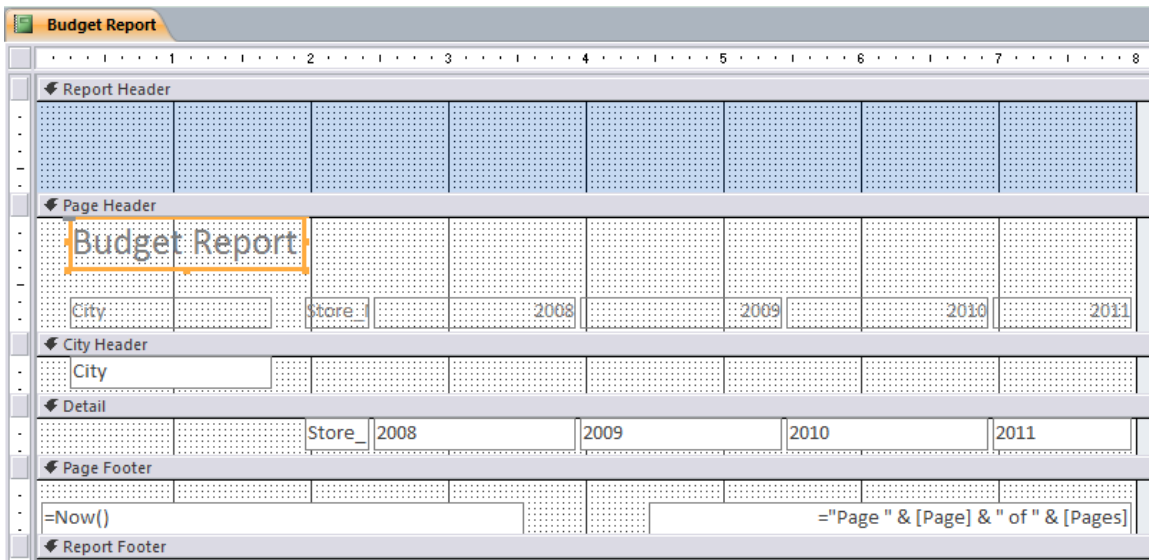 Budget Report
1 2 3 4 5 6 7 8
Report Header
Page Header
Budget Report
City Store_I 2008 2009 2010 2011
City Header
City
Detail
Store_ 2008 2009 2010 2011
Page Footer
=Now() ="Page " & [Page] & " of " & [Pages]
Report Footer